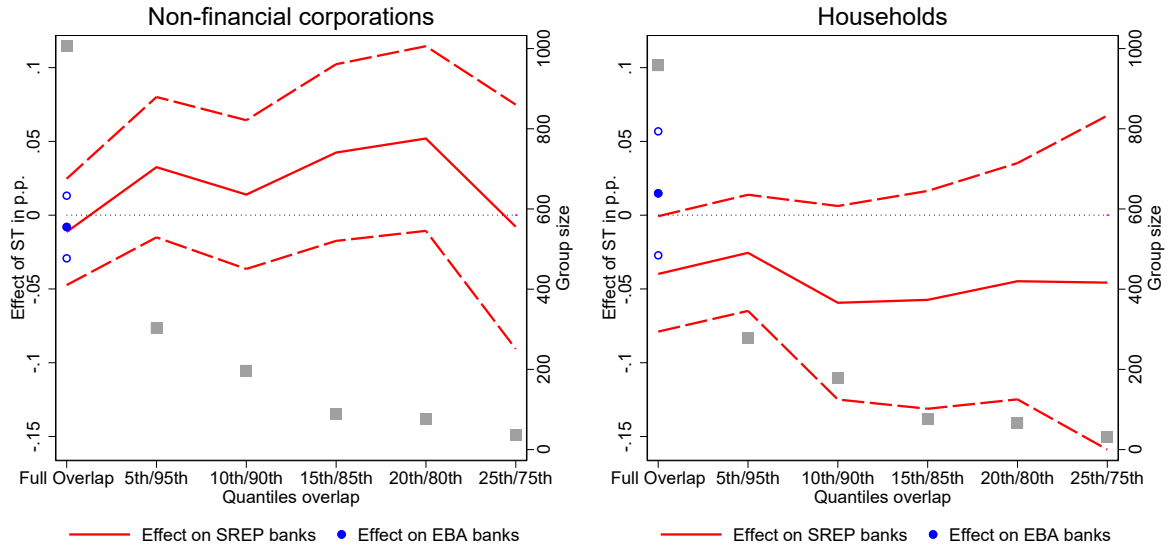 Non-financial corporations
Effect of ST in p.p.
.1
.05
0
-.05
-.1
-.15
1000
800
600
400
200
0
Group size
Full Overlap 5th/95th 10th/90th 15th/85th 20th/80th 25th/75th
Quantiles overlap
Effect on SREP banks Effect on EBA banks
Households
Effect of ST in p.p.
.1
.05
0
-.05
-.1
-.15
1000
800
600
400
200
0
Group size
Full Overlap 5th/95th 10th/90th 15th/85th 20th/80th 25th/75th
Quantiles overlap
Effect on SREP banks Effect on EBA banks